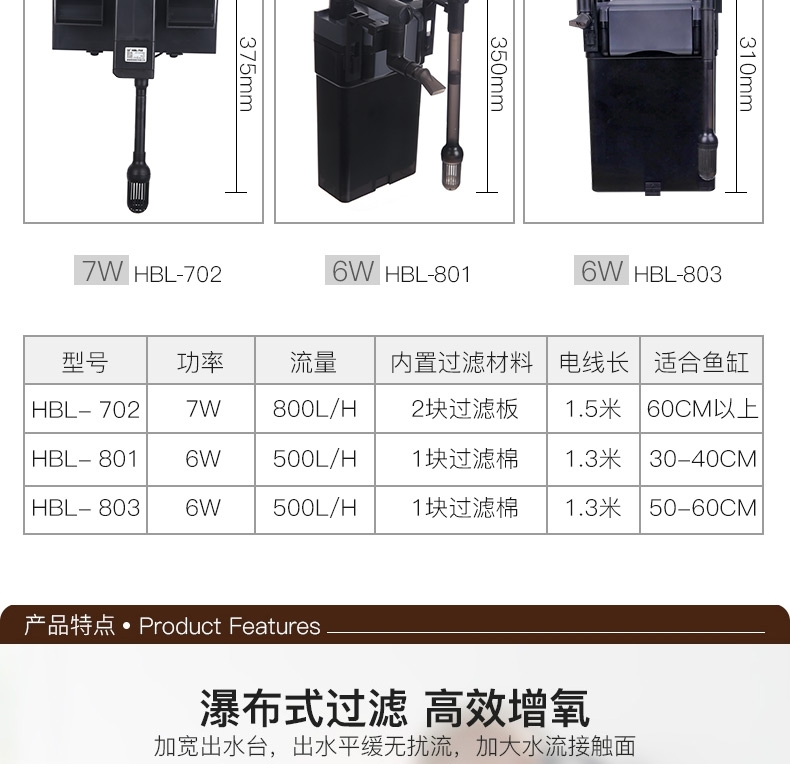 375mm
350mm
310mm
7W HBL-702
6W HBL-801
6W HBL-803
型号 功率 流量 内置过滤材料 电线长 适合鱼缸
HBL- 702 7W 800L/H 2块过滤板 1.5米 60CM以上
HBL- 801 6W 500L/H 1块过滤棉 1.3米 30-40CM
HBL- 803 6W 500L/H 1块过滤棉 1.3米 50-60CM
产品特点 • Product Features
瀑布式过滤 高效增氧
加宽出水台，出水平缓无扰流，加大水流接触面